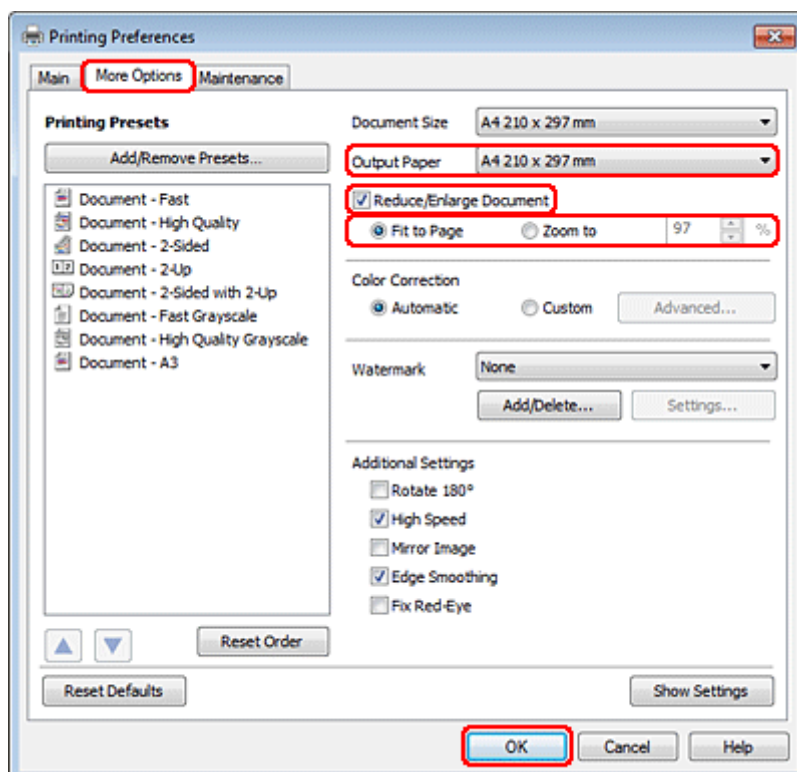 Printing Preferences
Main More Options Maintenance
Printing Presets
Add/Remove Presets...
Document - Fast
Document - High Quality
Document - 2-Sided
Document - 2-Up
Document - 2-Sided with 2-Up
Document - Fast Grayscale
Document - High Quality Grayscale
Document - A3
Reset Order
Document Size A4 210 x 297 mm
Output Paper A4 210 x 297 mm
Reduce/Enlarge Document
Fit to Page Zoom to 97 %
Color Correction
Automatic Custom Advanced...
Watermark None
Add/Delete... Settings...
Additional Settings
Rotate 180°
High Speed
Mirror Image
Edge Smoothing
Fix Red-Eye
Reset Defaults Show Settings
OK Cancel Help